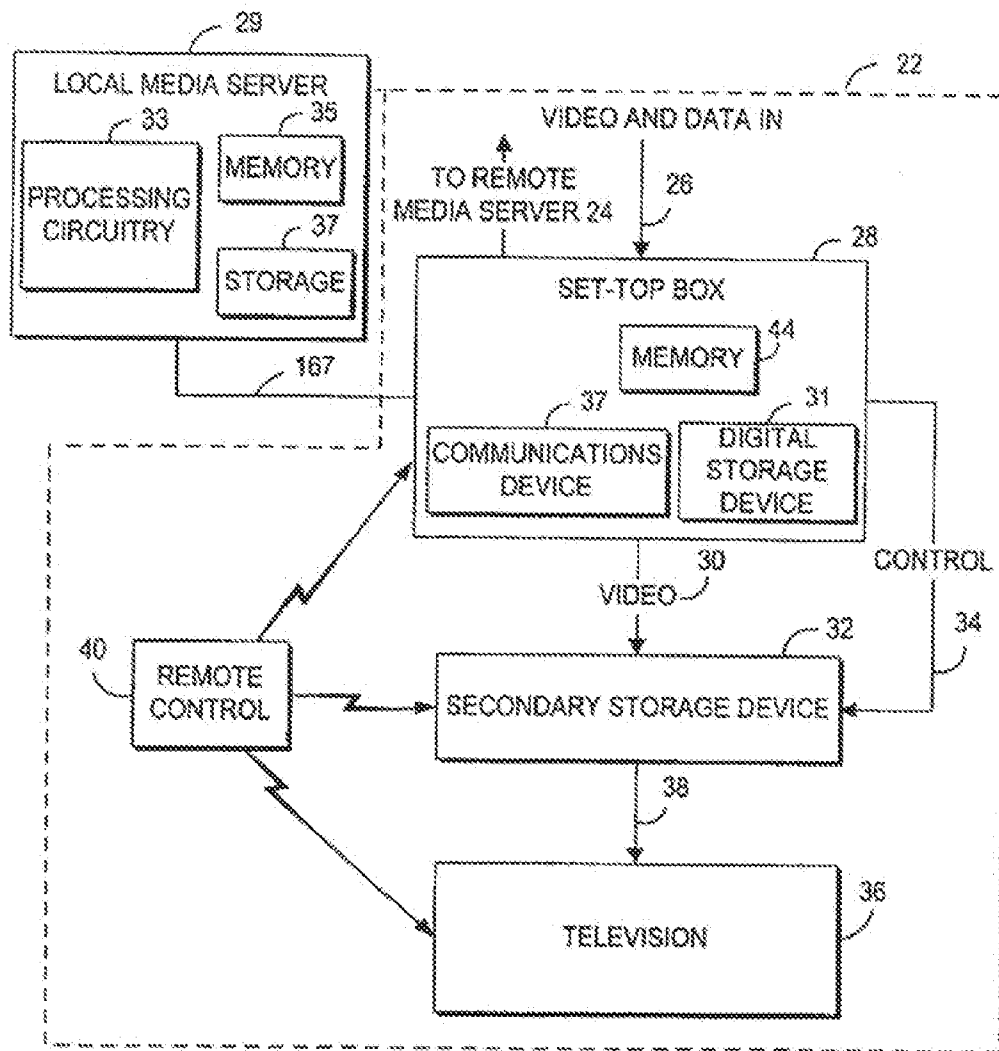 29
LOCAL MEDIA SERVER
33
35
PROCESSING
CIRCUITRY
MEMORY
37
STORAGE
22
VIDEO AND DATA IN
TO REMOTE
MEDIA SERVER 24
26
28
SET-TOP BOX
MEMORY
44
167
37
COMMUNICATIONS
DEVICE
31
DIGITAL
STORAGE
DEVICE
CONTROL
VIDEO
30
34
32
40
REMOTE
CONTROL
SECONDARY STORAGE DEVICE
38
36
TELEVISION